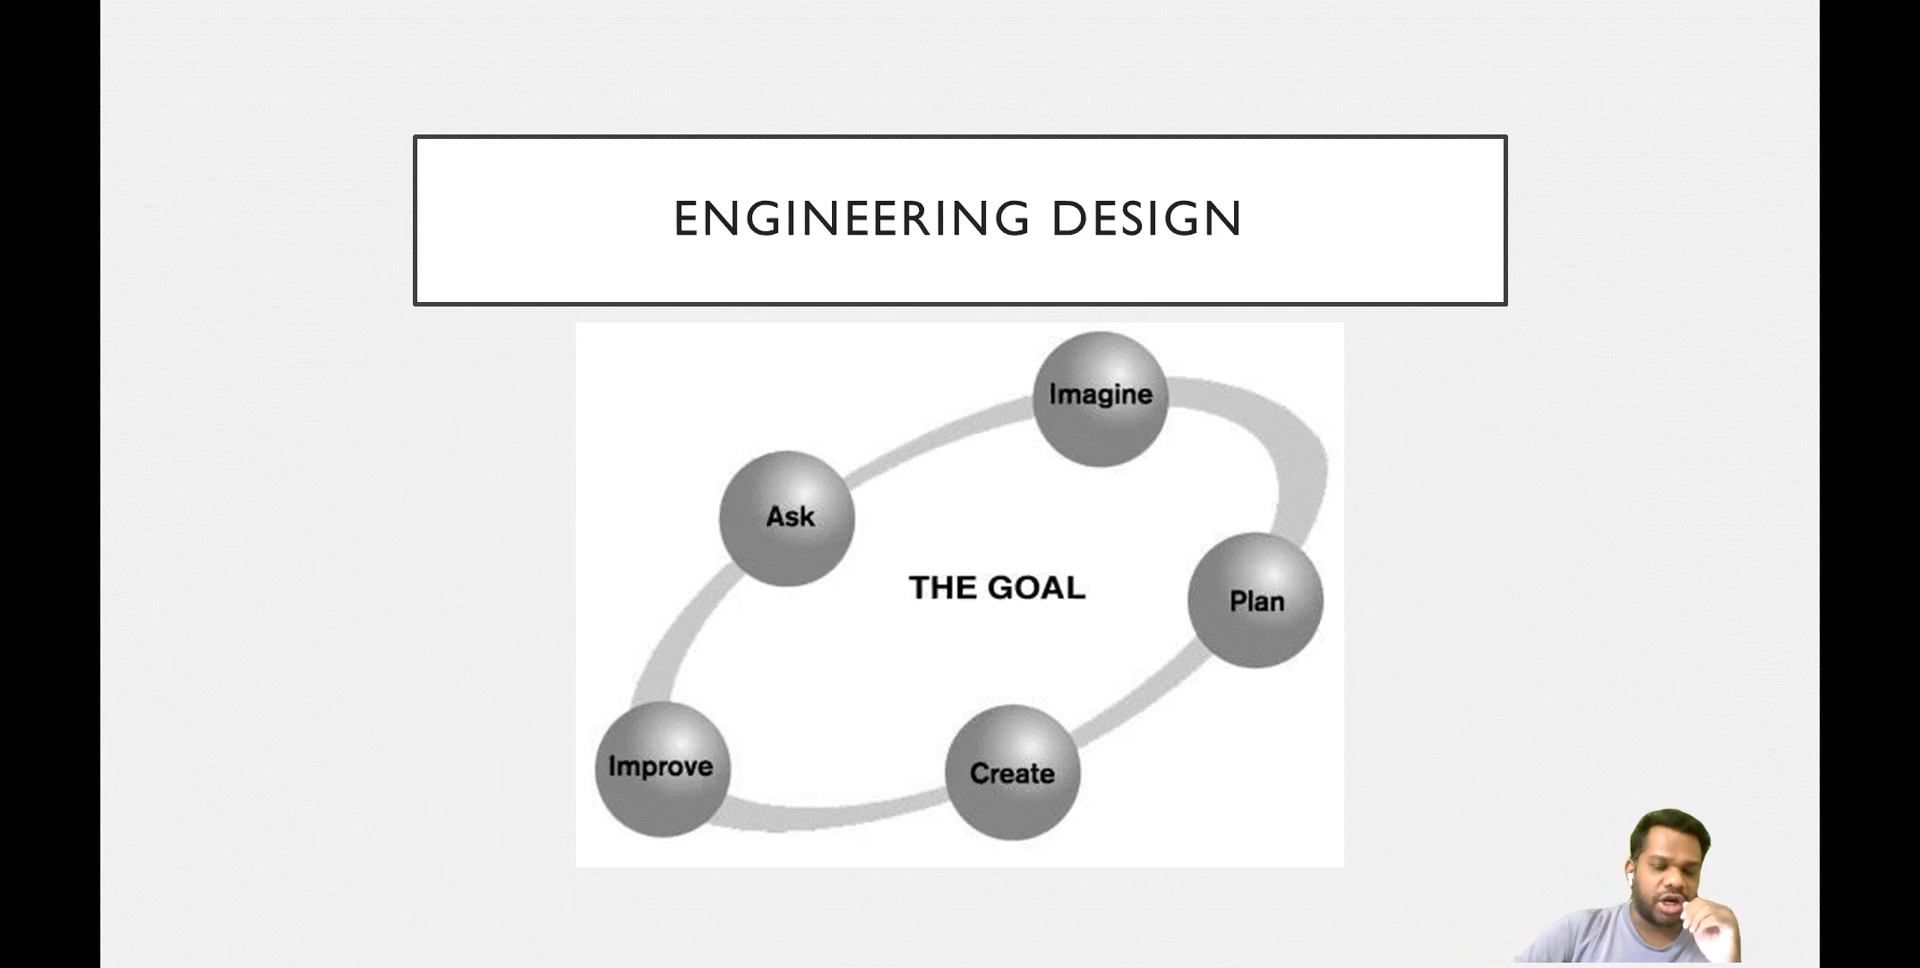 ENGINEERING DESIGN
Imagine
Ask
THE GOAL
Plan
Improve
Create